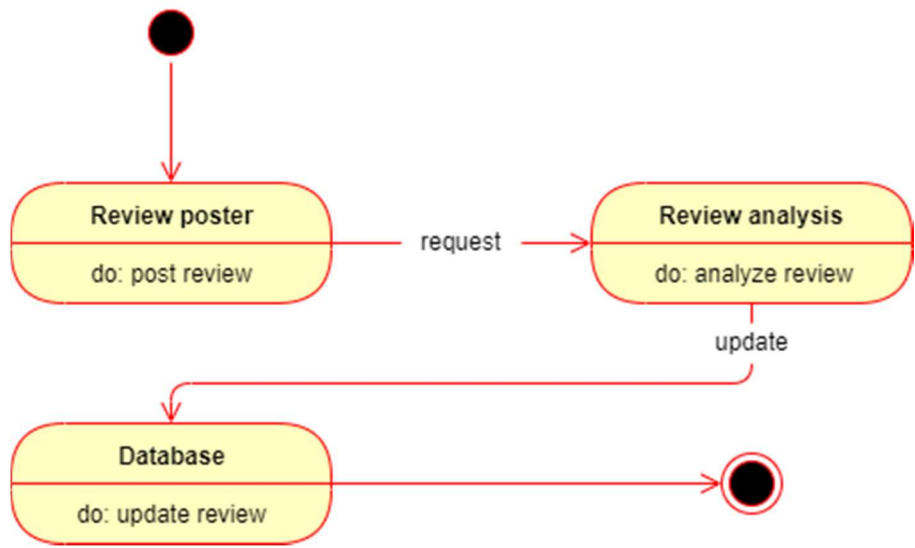 Review poster
do: post review
request
Review analysis
do: analyze review
update
Database
do: update review